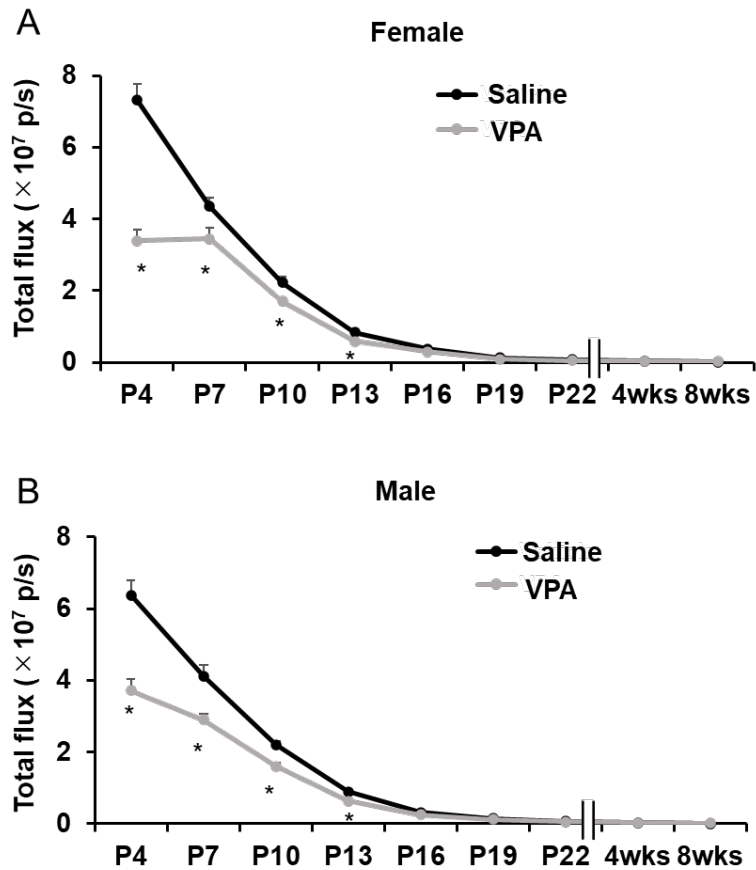 A
Female
Total flux (×10⁷ p/s)
8
6
4
2
0
Saline
VPA
*
*
*
*
P4 P7 P10 P13 P16 P19 P22 4wks 8wks
B
Male
Total flux (×10⁷ p/s)
8
6
4
2
0
Saline
VPA
*
*
*
*
P4 P7 P10 P13 P16 P19 P22 4wks 8wks